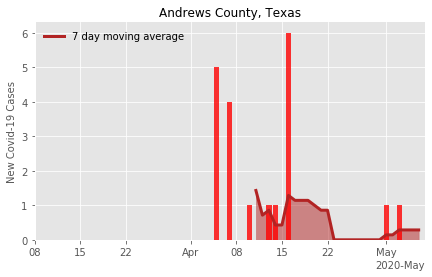 Andrews County, Texas
7 day moving average
New Covid-19 Cases
6
5
4
3
2
1
0
08 15 22 Apr 08 15 22 May
2020-May